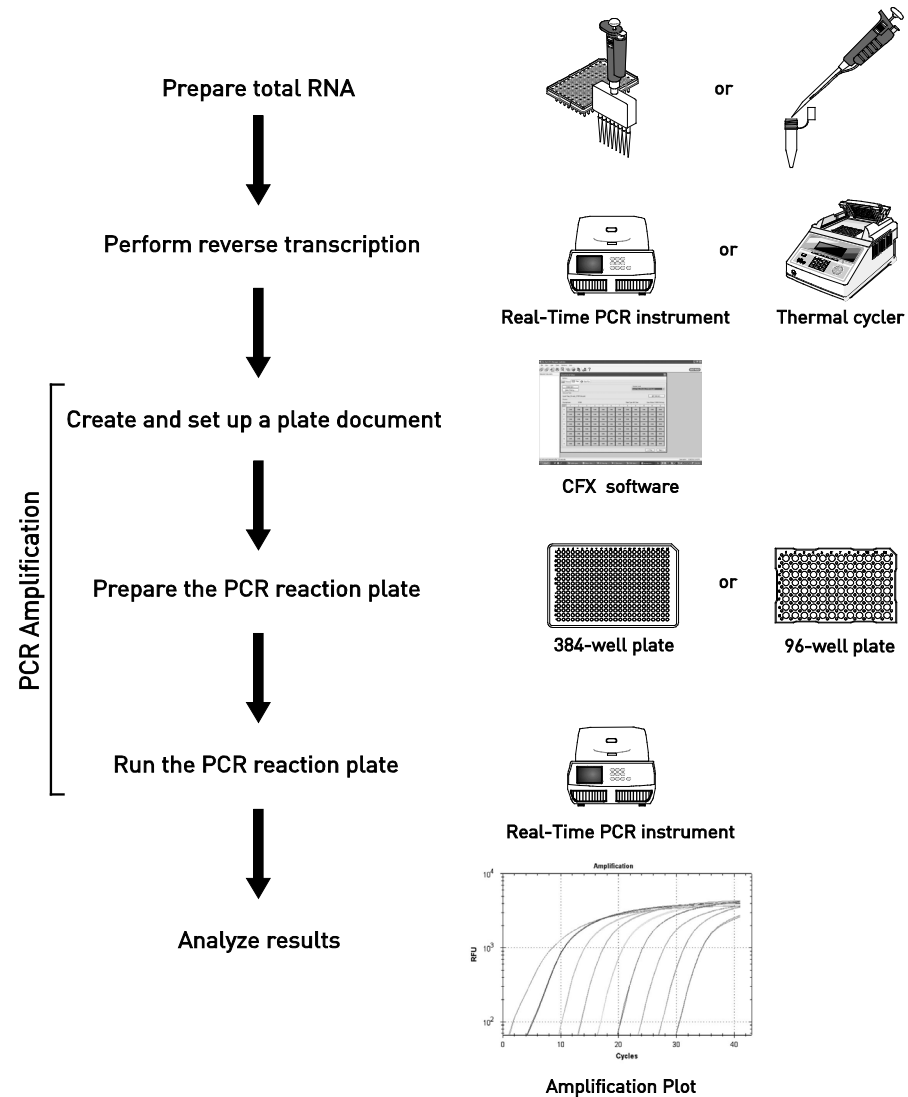 Prepare total RNA
or
Perform reverse transcription
or
Real-Time PCR instrument
Thermal cycler
PCR Amplification
Create and set up a plate document
CFX software
Prepare the PCR reaction plate
or
384-well plate
96-well plate
Run the PCR reaction plate
Real-Time PCR instrument
Analyze results
Amplification
10⁴
10³
10²
RFU
0 10 20 30 40
Cycles
Amplification Plot